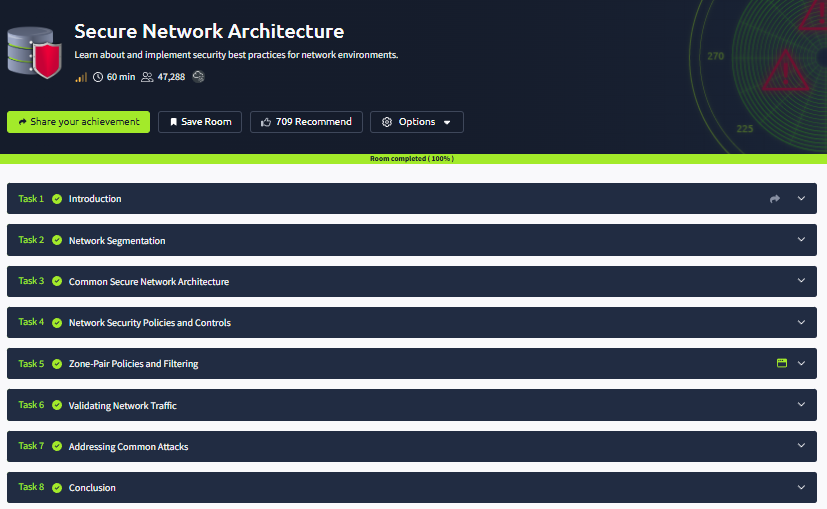 Secure Network Architecture
Learn about and implement security best practices for network environments.
60 min 47,288
270
225
Share your achievement Save Room 709 Recommend Options
Room completed ( 100% )
Task 1 Introduction
Task 2 Network Segmentation
Task 3 Common Secure Network Architecture
Task 4 Network Security Policies and Controls
Task 5 Zone-Pair Policies and Filtering
Task 6 Validating Network Traffic
Task 7 Addressing Common Attacks
Task 8 Conclusion